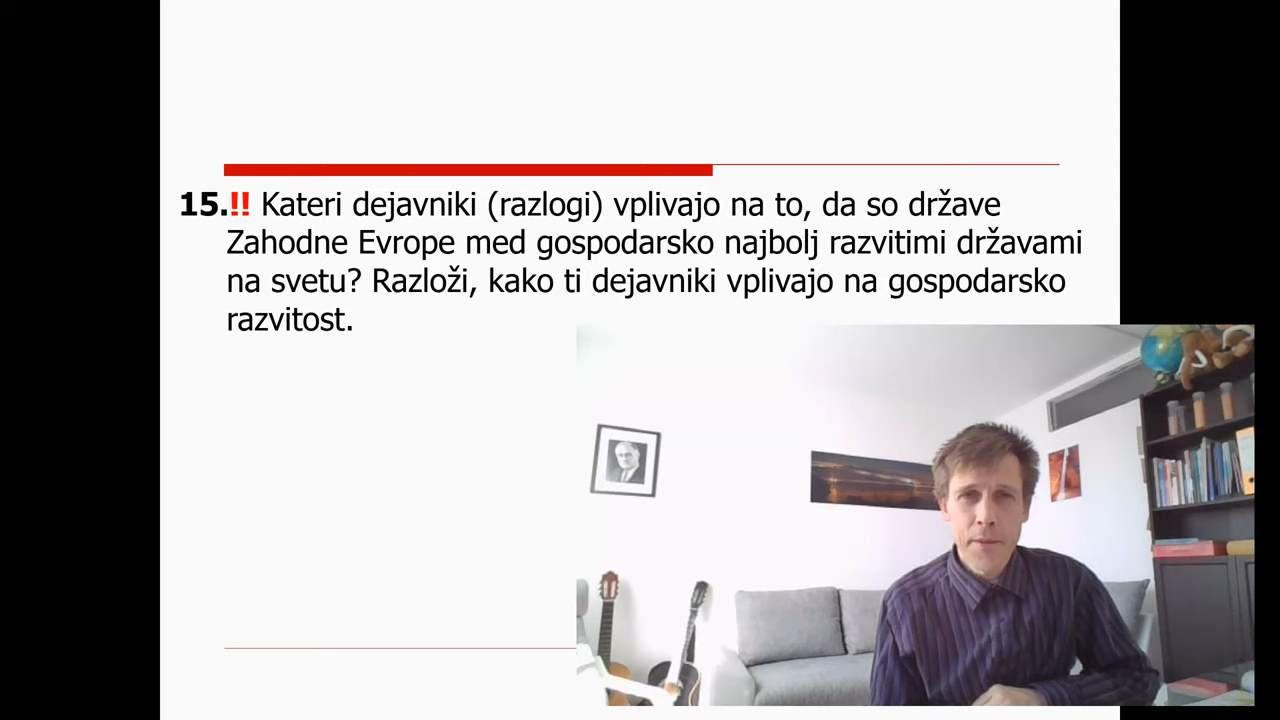 15.!! Kateri dejavniki (razlogi) vplivajo na to, da so države
Zahodne Evrope med gospodarsko najbolj razvitimi državami
na svetu? Razloži, kako ti dejavniki vplivajo na gospodarsko
razvitost.